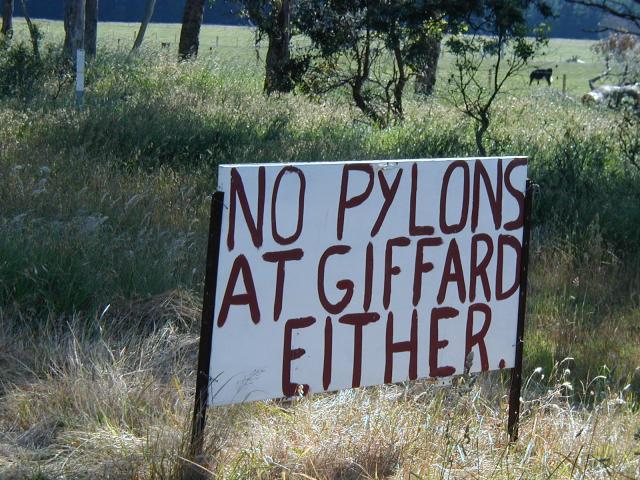 NO PYLONS
AT GIFFARD
EITHER.